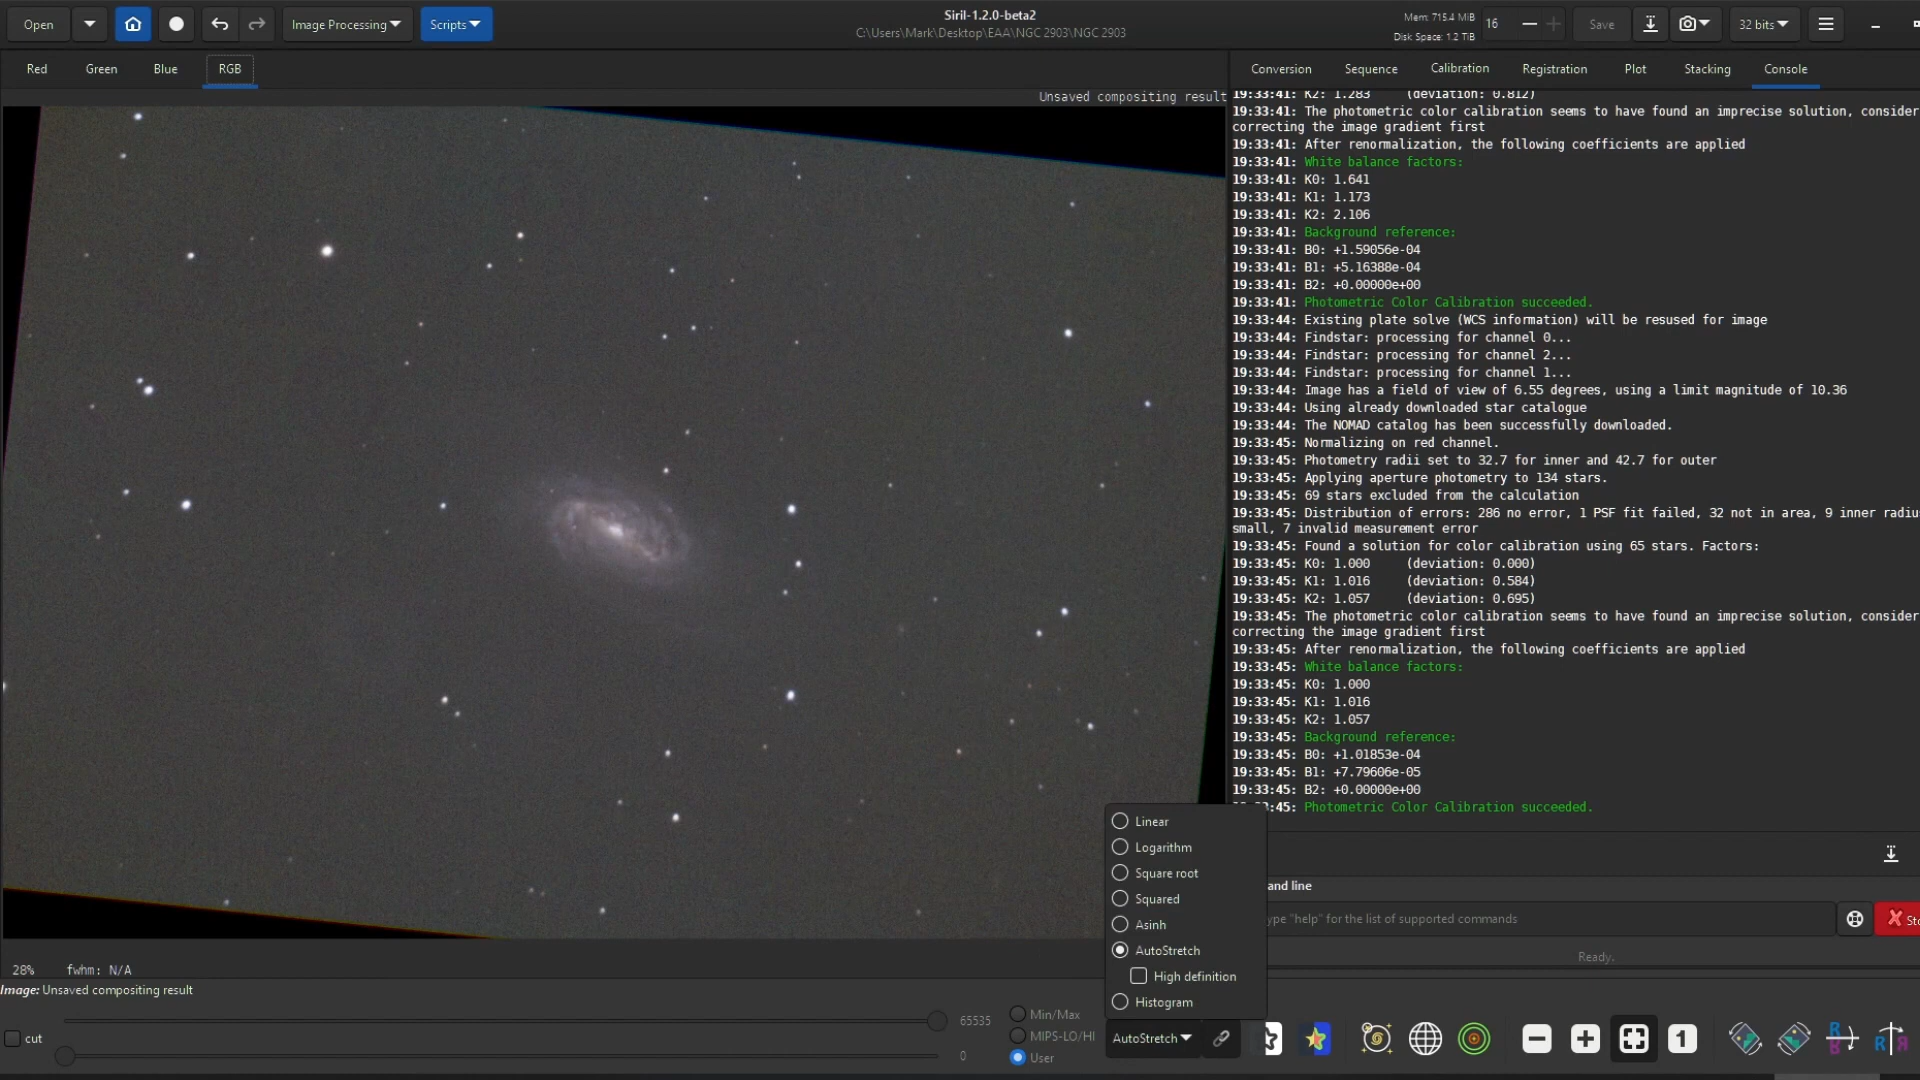 Open
Image Processing
Scripts
Siril-1.2.0-beta2
C:\Users\Mark\Desktop\EAA\NGC 2903\NGC 2903
Mem: 715.4 MiB
Disk Space: 1.2 TiB
16
Save
32 bits
Red Green Blue RGB
Conversion Sequence Calibration Registration Plot Stacking Console
Unsaved compositing result
19:33:41: K2: 1.283 (deviation: 0.812)
19:33:41: The photometric color calibration seems to have found an imprecise solution, consider
correcting the image gradient first
19:33:41: After renormalization, the following coefficients are applied
19:33:41: White balance factors:
19:33:41: K0: 1.641
19:33:41: K1: 1.173
19:33:41: K2: 2.106
19:33:41: Background reference:
19:33:41: B0: +1.59056e-04
19:33:41: B1: +5.16388e-04
19:33:41: B2: +0.00000e+00
19:33:41: Photometric Color Calibration succeeded.
19:33:44: Existing plate solve (WCS information) will be resused for image
19:33:44: Findstar: processing for channel 0...
19:33:44: Findstar: processing for channel 2...
19:33:44: Findstar: processing for channel 1...
19:33:44: Image has a field of view of 6.55 degrees, using a limit magnitude of 10.36
19:33:44: Using already downloaded star catalogue
19:33:44: The NOMAD catalog has been successfully downloaded.
19:33:45: Normalizing on red channel.
19:33:45: Photometry radii set to 32.7 for inner and 42.7 for outer
19:33:45: Applying aperture photometry to 134 stars.
19:33:45: 69 stars excluded from the calculation
19:33:45: Distribution of errors: 286 no error, 1 PSF fit failed, 32 not in area, 9 inner radiu
small, 7 invalid measurement error
19:33:45: Found a solution for color calibration using 65 stars. Factors:
19:33:45: K0: 1.000 (deviation: 0.000)
19:33:45: K1: 1.016 (deviation: 0.584)
19:33:45: K2: 1.057 (deviation: 0.695)
19:33:45: The photometric color calibration seems to have found an imprecise solution, consider
correcting the image gradient first
19:33:45: After renormalization, the following coefficients are applied
19:33:45: White balance factors:
19:33:45: K0: 1.000
19:33:45: K1: 1.016
19:33:45: K2: 1.057
19:33:45: Background reference:
19:33:45: B0: +1.01853e-04
19:33:45: B1: +7.79606e-05
19:33:45: B2: +0.00000e+00
:45: Photometric Color Calibration succeeded.
Linear
Logarithm
Square root
Squared
Asinh
AutoStretch
High definition
Histogram
and line
ype "help" for the list of supported commands
Sto
Ready.
28% fwhm: N/A
Image: Unsaved compositing result
cut
65535
0
Min/Max
MIPS-LO/HI
User
AutoStretch
1
R
B
R R